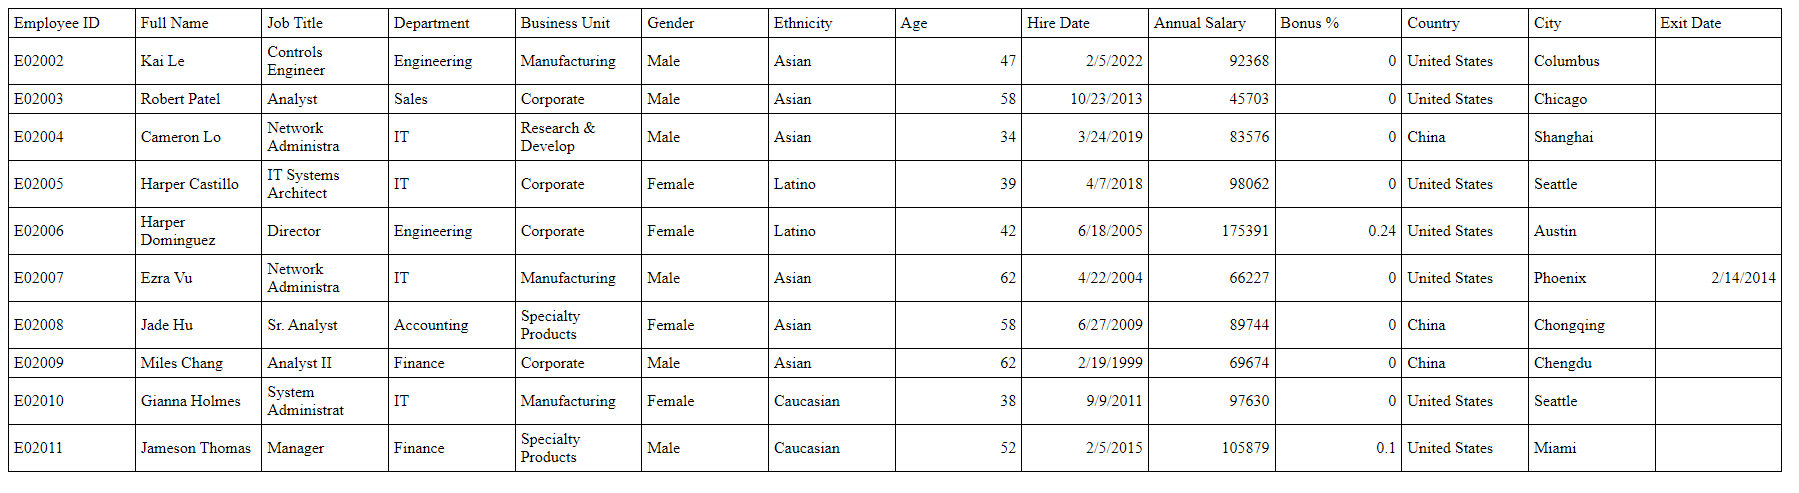 Employee ID Full Name Job Title Department Business Unit Gender Ethnicity Age Hire Date Annual Salary Bonus % Country City Exit Date
E02002 Kai Le Controls Engineer Engineering Manufacturing Male Asian 47 2/5/2022 92368 0 United States Columbus
E02003 Robert Patel Analyst Sales Corporate Male Asian 58 10/23/2013 45703 0 United States Chicago
E02004 Cameron Lo Network Administra IT Research & Develop Male Asian 34 3/24/2019 83576 0 China Shanghai
E02005 Harper Castillo IT Systems Architect IT Corporate Female Latino 39 4/7/2018 98062 0 United States Seattle
E02006 Harper Dominguez Director Engineering Corporate Female Latino 42 6/18/2005 175391 0.24 United States Austin
E02007 Ezra Vu Network Administra IT Manufacturing Male Asian 62 4/22/2004 66227 0 United States Phoenix 2/14/2014
E02008 Jade Hu Sr. Analyst Accounting Specialty Products Female Asian 58 6/27/2009 89744 0 China Chongqing
E02009 Miles Chang Analyst II Finance Corporate Male Asian 62 2/19/1999 69674 0 China Chengdu
E02010 Gianna Holmes System Administrat IT Manufacturing Female Caucasian 38 9/9/2011 97630 0 United States Seattle
E02011 Jameson Thomas Manager Finance Specialty Products Male Caucasian 52 2/5/2015 105879 0.1 United States Miami